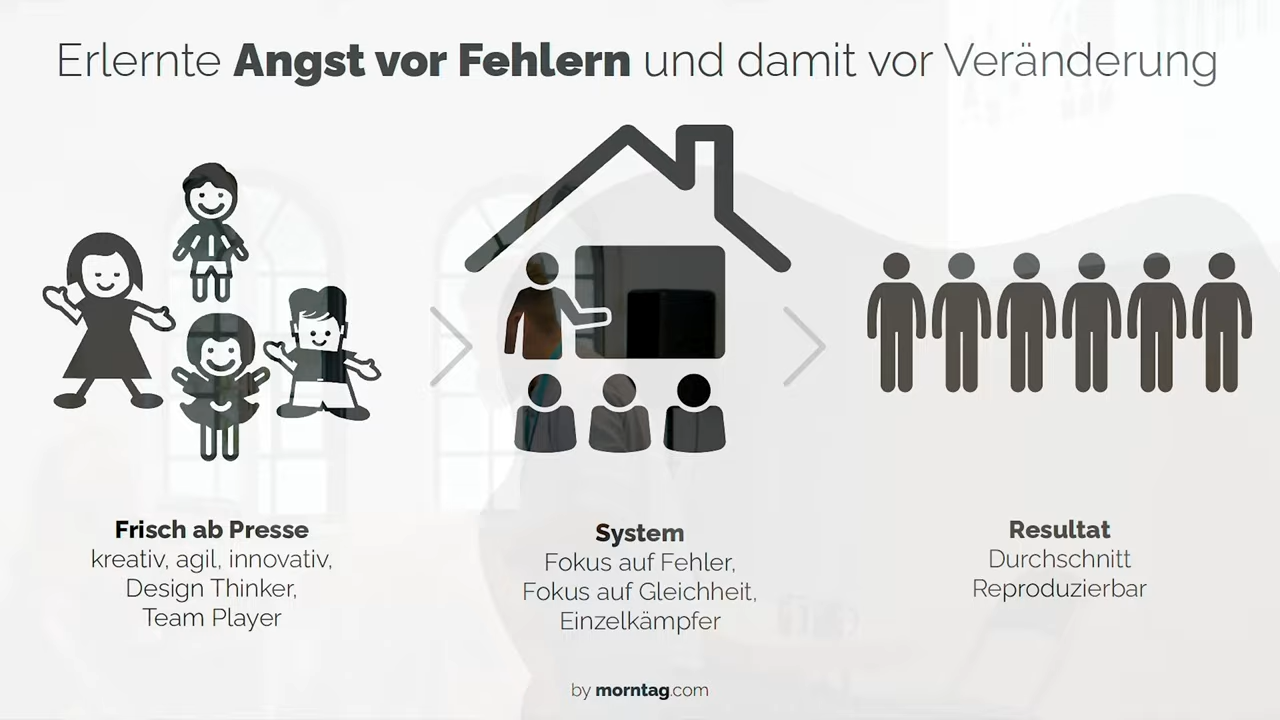 Erlernte Angst vor Fehlern und damit vor Veränderung
Frisch ab Presse
kreativ, agil, innovativ,
Design Thinker,
Team Player
System
Fokus auf Fehler,
Fokus auf Gleichheit,
Einzelkämpfer
Resultat
Durchschnitt
Reproduzierbar
by morntag.com